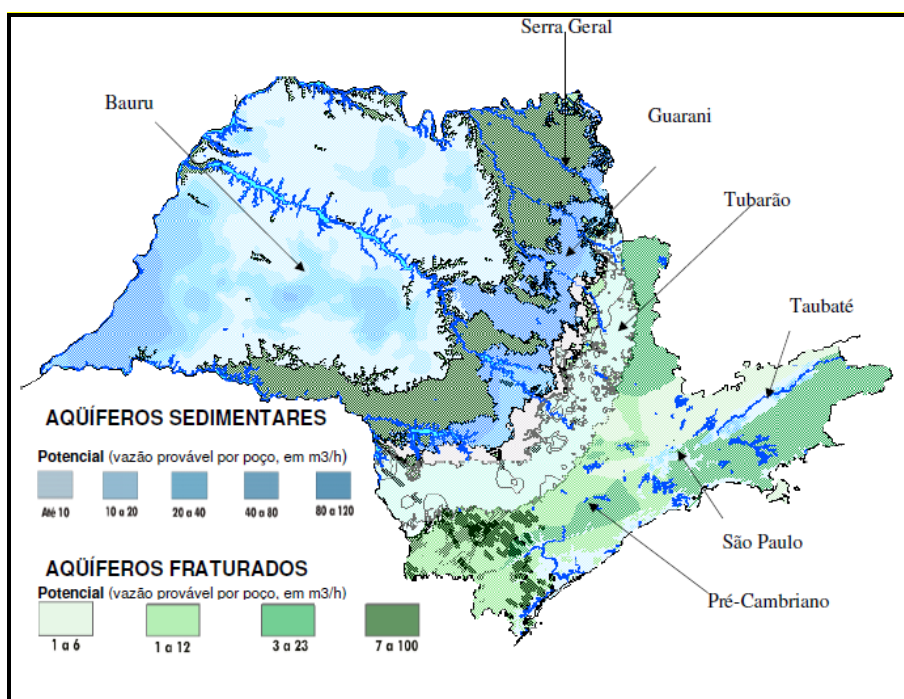 Serra Geral
Bauru
Guarani
Tubarão
Taubaté
AQÜÍFEROS SEDIMENTARES
Potencial (vazão provável por poço, em m3/h)
Até 10
10 a 20
20 a 40
40 a 80
80 a 120
São Paulo
AQÜÍFEROS FRATURADOS
Pré-Cambriano
Potencial (vazão provável por poço, em m3/h)
1 a 6
1 a 12
3 a 23
7 a 100